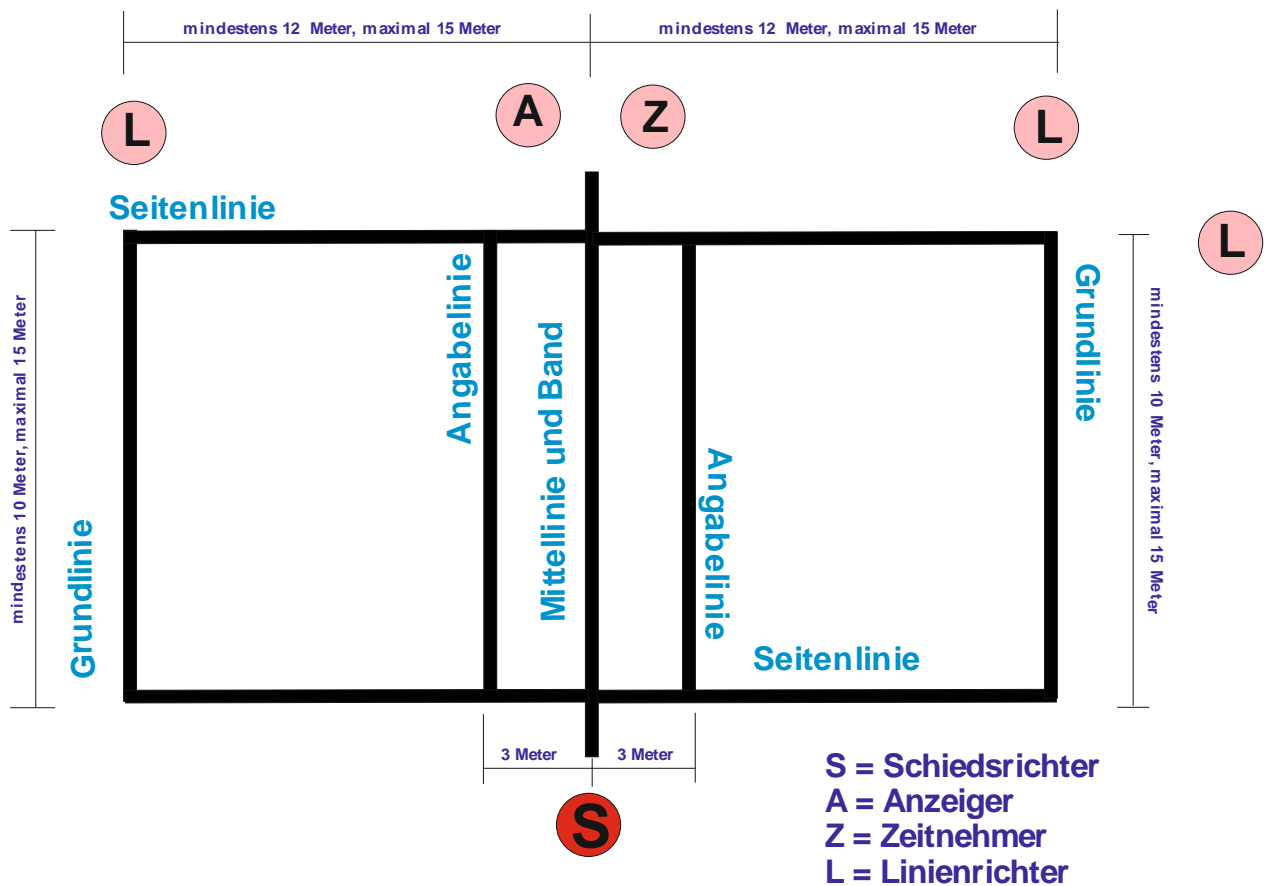 mindestens 12 Meter, maximal 15 Meter
mindestens 12 Meter, maximal 15 Meter
L
A
Z
L
Seitenlinie
L
mindestens 10 Meter, maximal 15 Meter
Grundlinie
Angabelinie
Mittellinie und Band
Angabelinie
Grundlinie
mindestens 10 Meter, maximal 15 Meter
Seitenlinie
3 Meter
3 Meter
S
S = Schiedsrichter
A = Anzeiger
Z = Zeitnehmer
L = Linienrichter